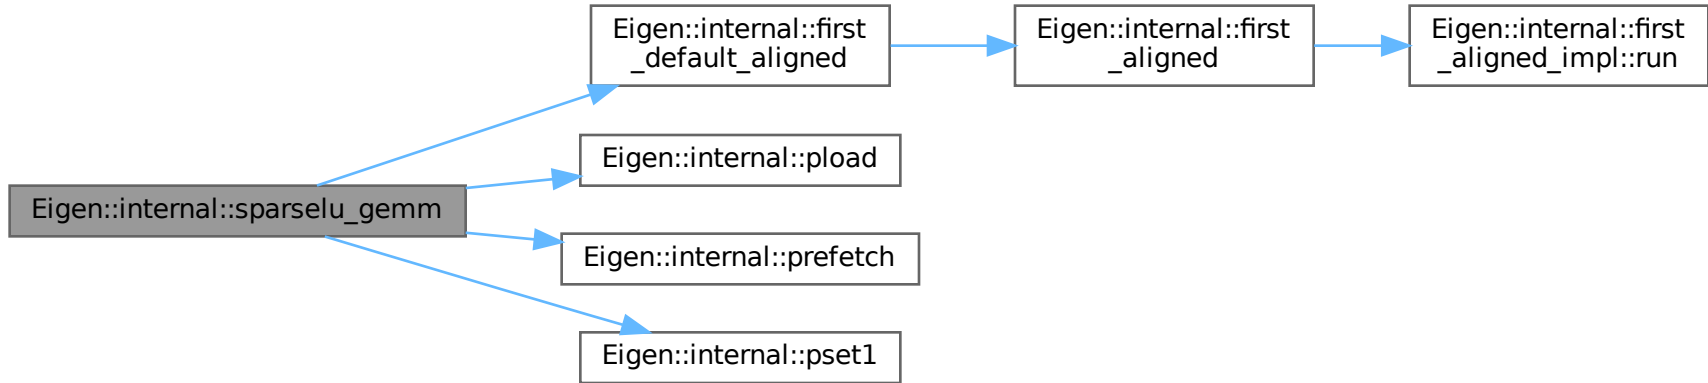 Eigen::internal::first
_default_aligned
Eigen::internal::first
_aligned
Eigen::internal::first
_aligned_impl::run
Eigen::internal::pload
Eigen::internal::sparselu_gemm
Eigen::internal::prefetch
Eigen::internal::pset1